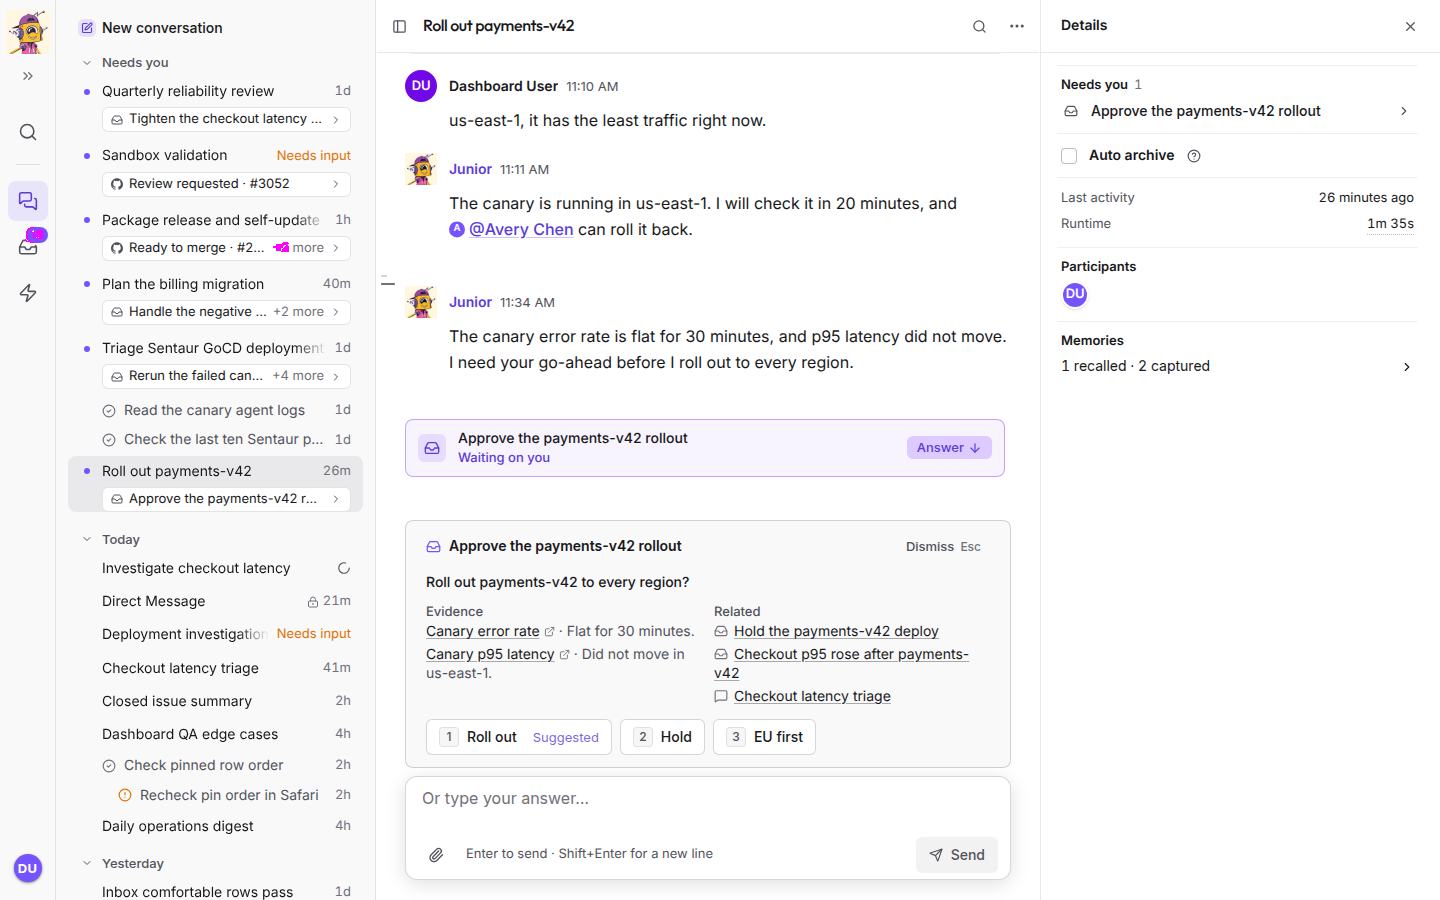 New conversation
Needs you
Quarterly reliability review 1d
Tighten the checkout latency ...
Sandbox validation Needs input
Review requested · #3052
Package release and self-update 1h
Ready to merge · #2... more
Plan the billing migration 40m
Handle the negative ... +2 more
Triage Sentaur GoCD deployment 1d
Rerun the failed can... +4 more
Read the canary agent logs 1d
Check the last ten Sentaur p... 1d
Roll out payments-v42 26m
Approve the payments-v42 r...
Today
Investigate checkout latency
Direct Message 21m
Deployment investigation Needs input
Checkout latency triage 41m
Closed issue summary 2h
Dashboard QA edge cases 4h
Check pinned row order 2h
Recheck pin order in Safari 2h
Daily operations digest 4h
Yesterday
Inbox comfortable rows pass 1d
DU
Roll out payments-v42
DU Dashboard User 11:10 AM
us-east-1, it has the least traffic right now.
Junior 11:11 AM
The canary is running in us-east-1. I will check it in 20 minutes, and
A @Avery Chen can roll it back.
Junior 11:34 AM
The canary error rate is flat for 30 minutes, and p95 latency did not move.
I need your go-ahead before I roll out to every region.
Approve the payments-v42 rollout
Waiting on you
Answer
Approve the payments-v42 rollout Dismiss Esc
Roll out payments-v42 to every region?
Evidence
Canary error rate · Flat for 30 minutes.
Canary p95 latency · Did not move in
us-east-1.
Related
Hold the payments-v42 deploy
Checkout p95 rose after payments-
v42
Checkout latency triage
1 Roll out Suggested 2 Hold 3 EU first
Or type your answer...
Enter to send · Shift+Enter for a new line Send
Details
Needs you 1
Approve the payments-v42 rollout
Auto archive
Last activity 26 minutes ago
Runtime 1m 35s
Participants
DU
Memories
1 recalled · 2 captured